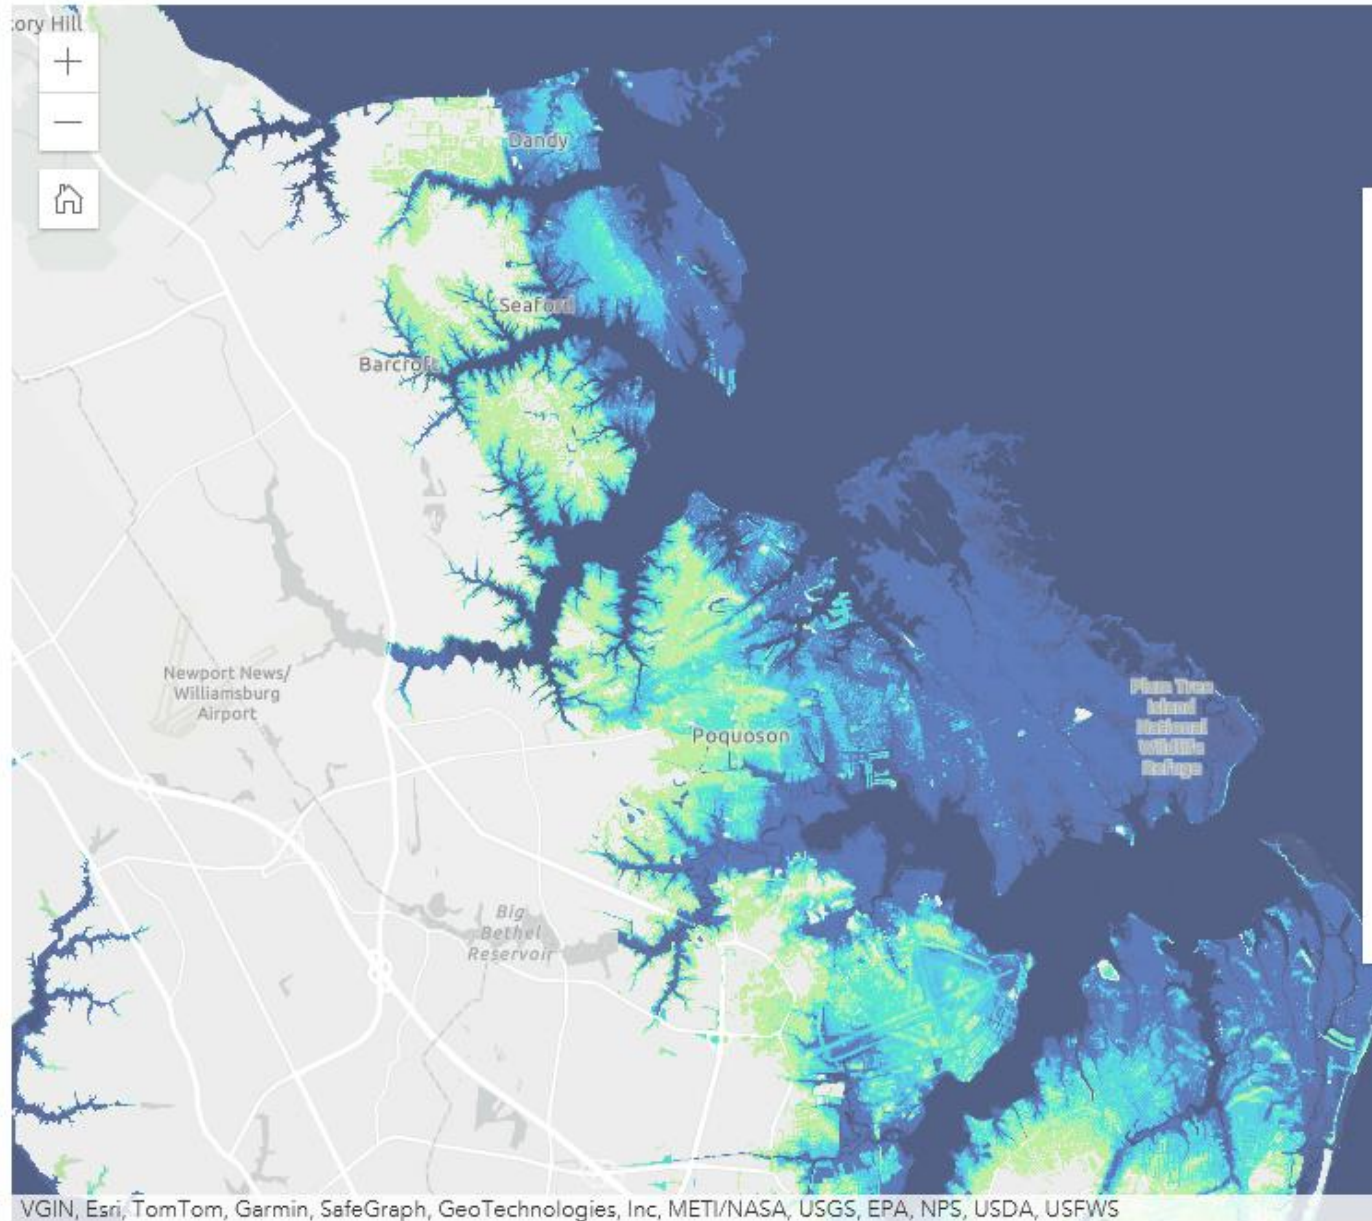 ory Hill
Dandy
Seaford
Barcroft
Newport News/
Williamsburg
Airport
Plum Tree
Island
National
Wildlife
Refuge
Poquoson
Big
Bethel
Reservoir
VGIN, Esri, TomTom, Garmin, SafeGraph, GeoTechnologies, Inc, METI/NASA, USGS, EPA, NPS, USDA, USFWS